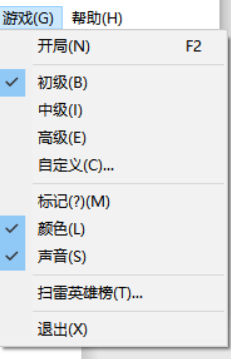 游戏(G) 帮助(H)
开局(N) F2
初级(B)
中级(I)
高级(E)
自定义(C)...
标记(?)(M)
颜色(L)
声音(S)
扫雷英雄榜(T)...
退出(X)